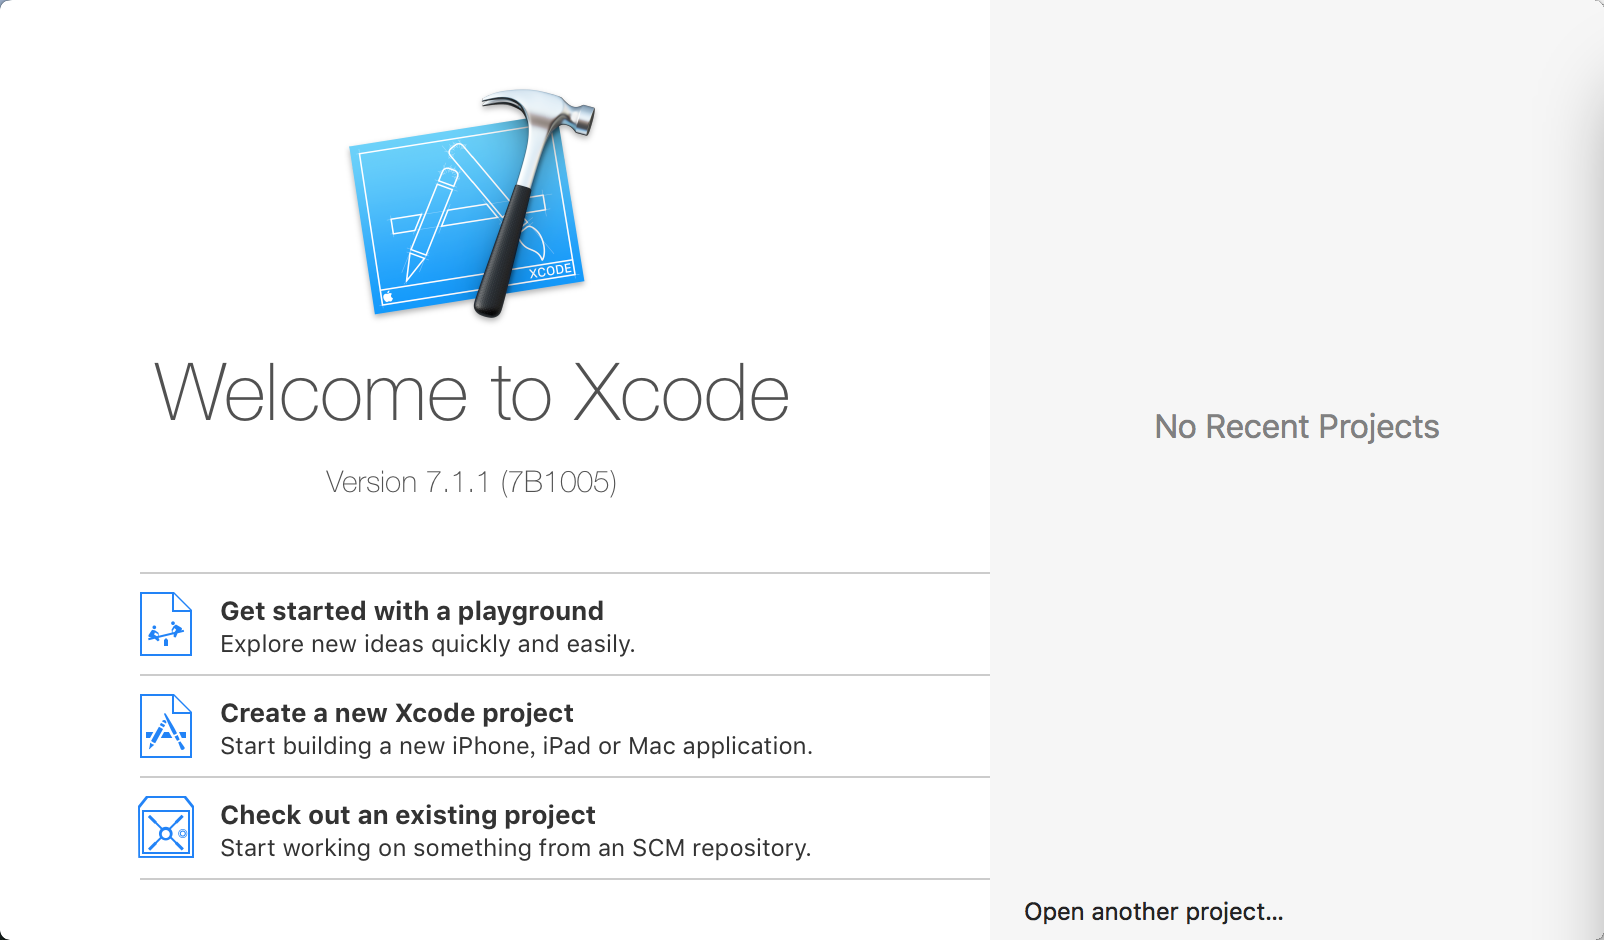 XCODE
Welcome to Xcode
Version 7.1.1 (7B1005)
Get started with a playground
Explore new ideas quickly and easily.
Create a new Xcode project
Start building a new iPhone, iPad or Mac application.
Check out an existing project
Start working on something from an SCM repository.
No Recent Projects
Open another project...